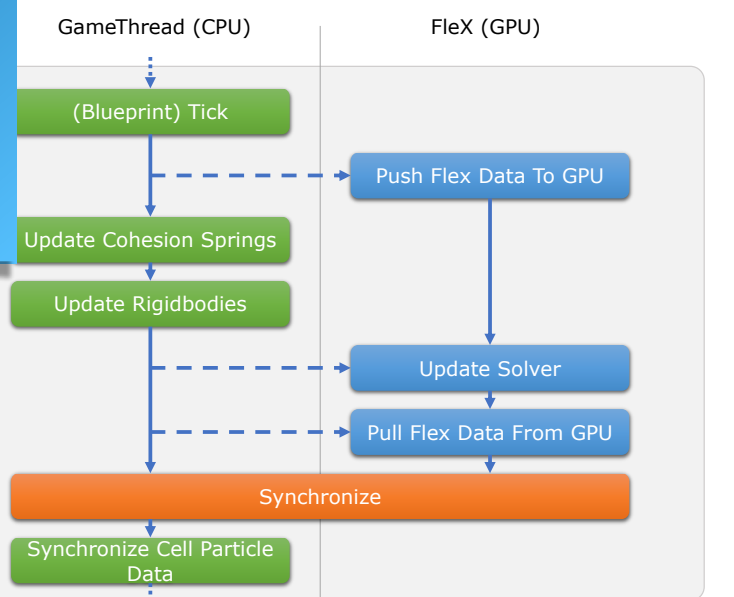 GameThread (CPU)
FleX (GPU)
(Blueprint) Tick
Push Flex Data To GPU
Update Cohesion Springs
Update Rigidbodies
Update Solver
Pull Flex Data From GPU
Synchronize
Synchronize Cell Particle
Data